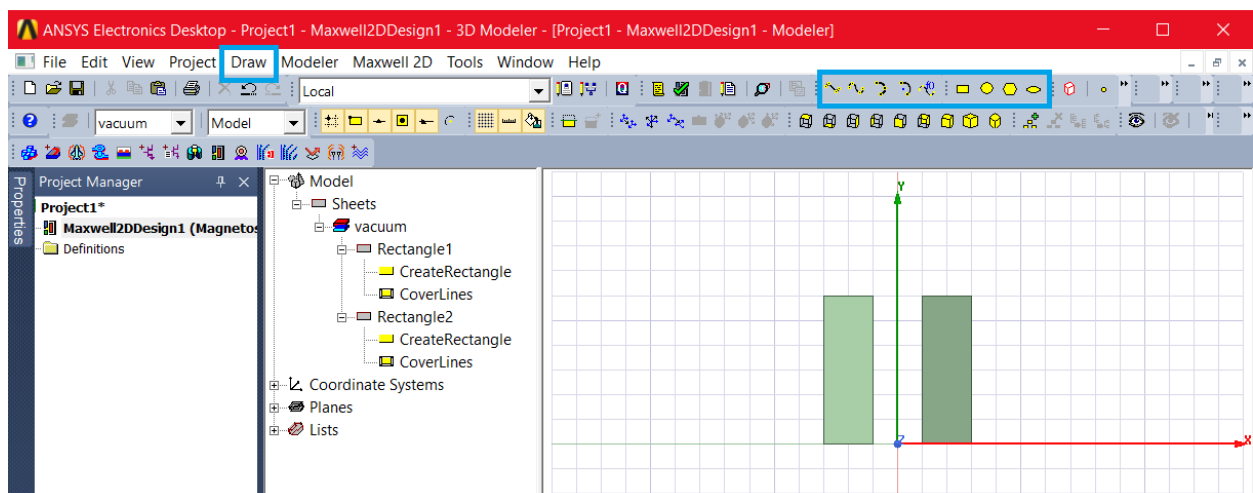 ANSYS Electronics Desktop - Project1 - Maxwell2DDesign1 - 3D Modeler - [Project1 - Maxwell2DDesign1 - Modeler]
File Edit View Project Draw Modeler Maxwell 2D Tools Window Help
Local
vacuum Model
Properties
Project Manager
Project1*
Maxwell2DDesign1 (Magnetos
Definitions
Model
Sheets
vacuum
Rectangle1
CreateRectangle
CoverLines
Rectangle2
CreateRectangle
CoverLines
Coordinate Systems
Planes
Lists
Y
Z
X